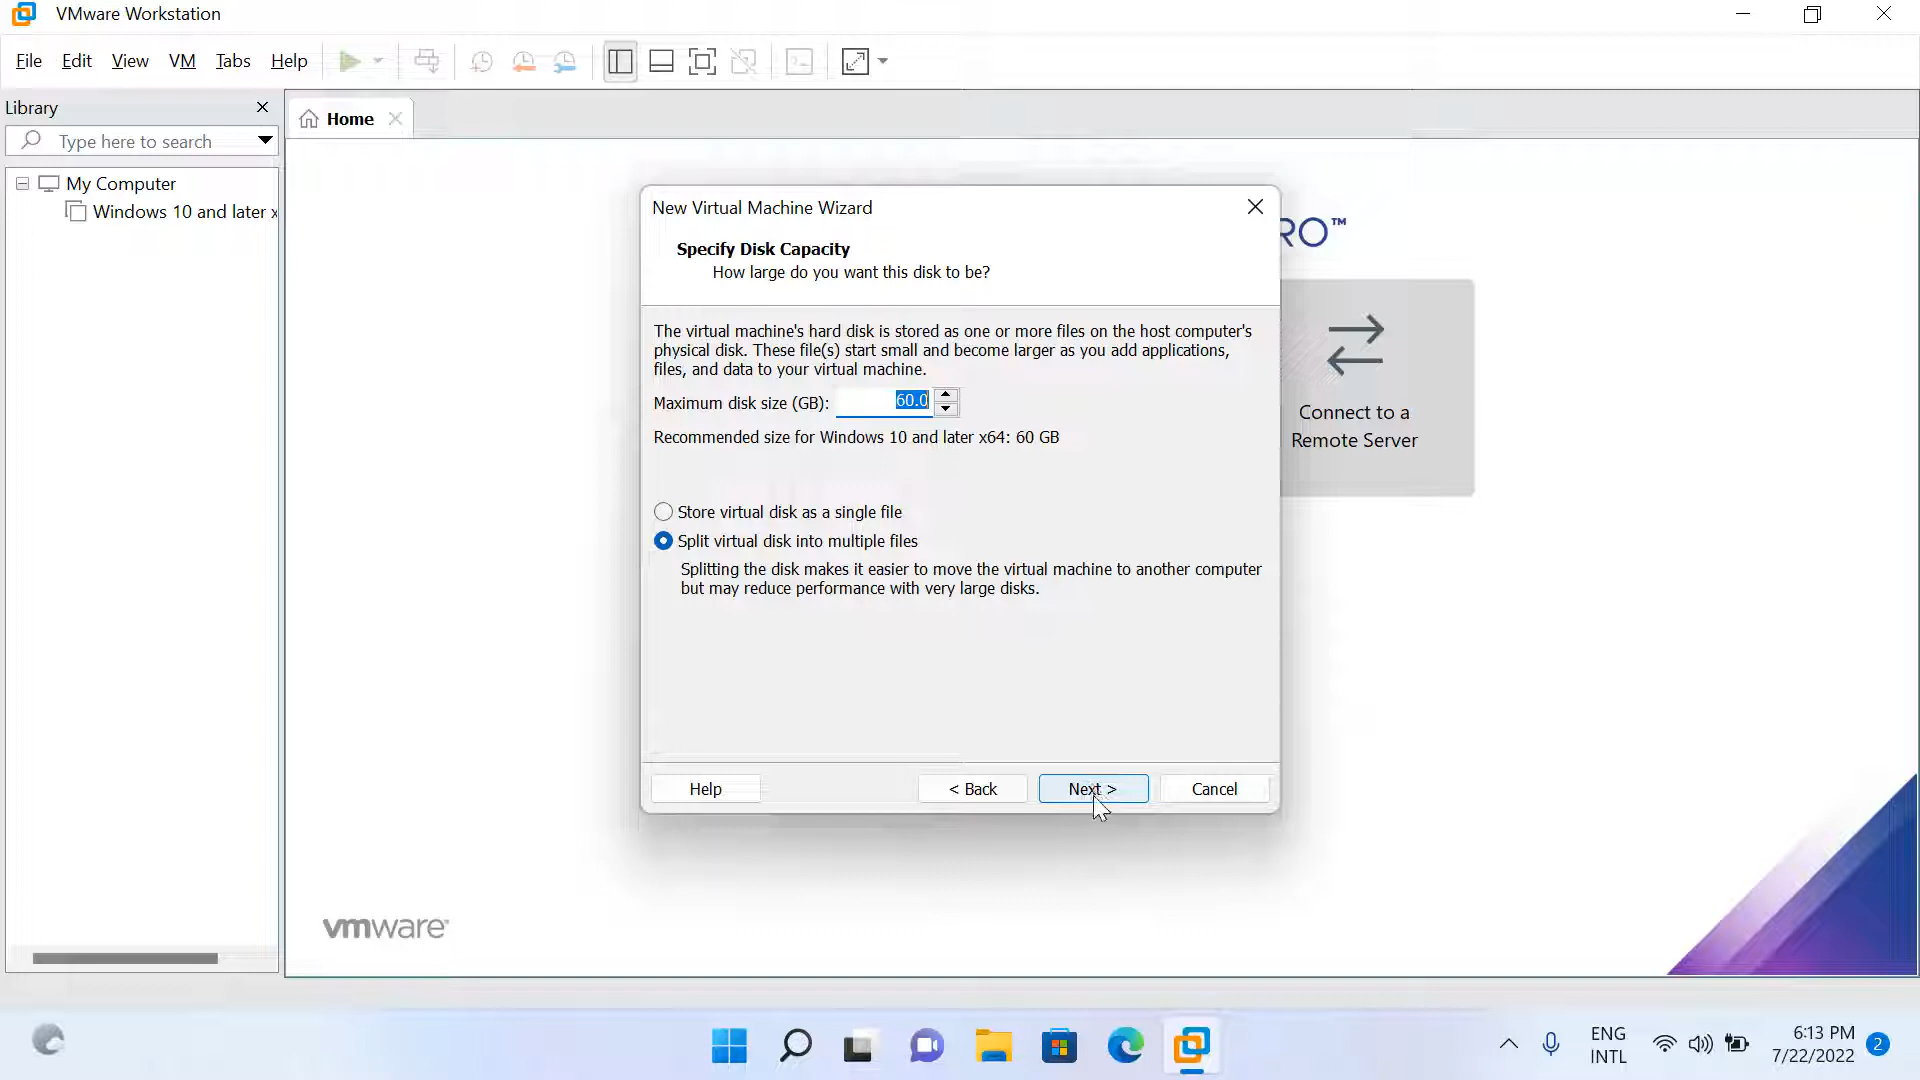 VMware Workstation
File Edit View VM Tabs Help
Library
Type here to search
Home
My Computer
Windows 10 and later x
RO™
New Virtual Machine Wizard
Specify Disk Capacity
How large do you want this disk to be?
The virtual machine's hard disk is stored as one or more files on the host computer's
physical disk. These file(s) start small and become larger as you add applications,
files, and data to your virtual machine.
Maximum disk size (GB): 60.0
Recommended size for Windows 10 and later x64: 60 GB
Store virtual disk as a single file
Split virtual disk into multiple files
Splitting the disk makes it easier to move the virtual machine to another computer
but may reduce performance with very large disks.
Help < Back Next > Cancel
Connect to a
Remote Server
vmware
ENG
INTL
6:13 PM
7/22/2022
2